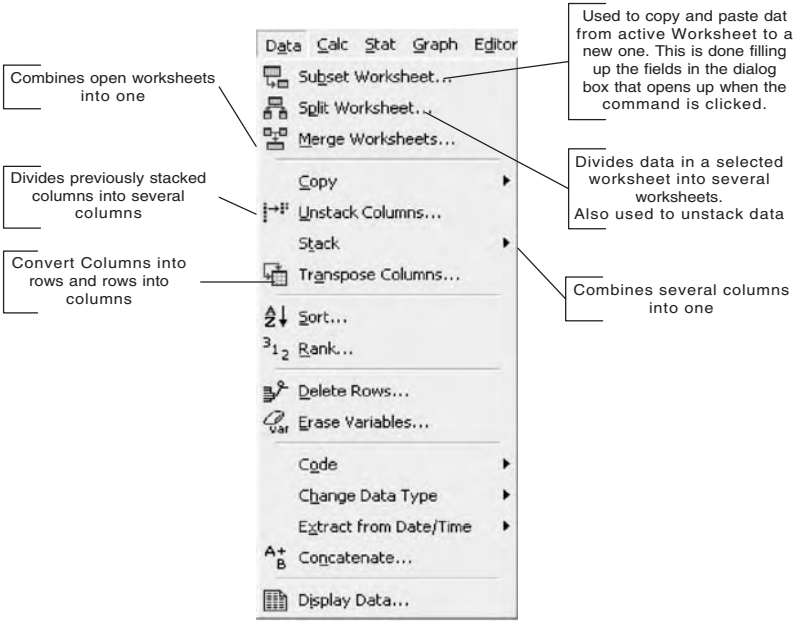 Data Calc Stat Graph Editor
Subset Worksheet...
Split Worksheet...
Merge Worksheets...
Copy
Unstack Columns...
Stack
Transpose Columns...
Sort...
Rank...
Delete Rows...
Erase Variables...
Code
Change Data Type
Extract from Date/Time
Concatenate...
Display Data...
Combines open worksheets
into one
Divides previously stacked
columns into several
columns
Convert Columns into
rows and rows into
columns
Used to copy and paste dat
from active Worksheet to a
new one. This is done filling
up the fields in the dialog
box that opens up when the
command is clicked.
Divides data in a selected
worksheet into several
worksheets.
Also used to unstack data
Combines several columns
into one